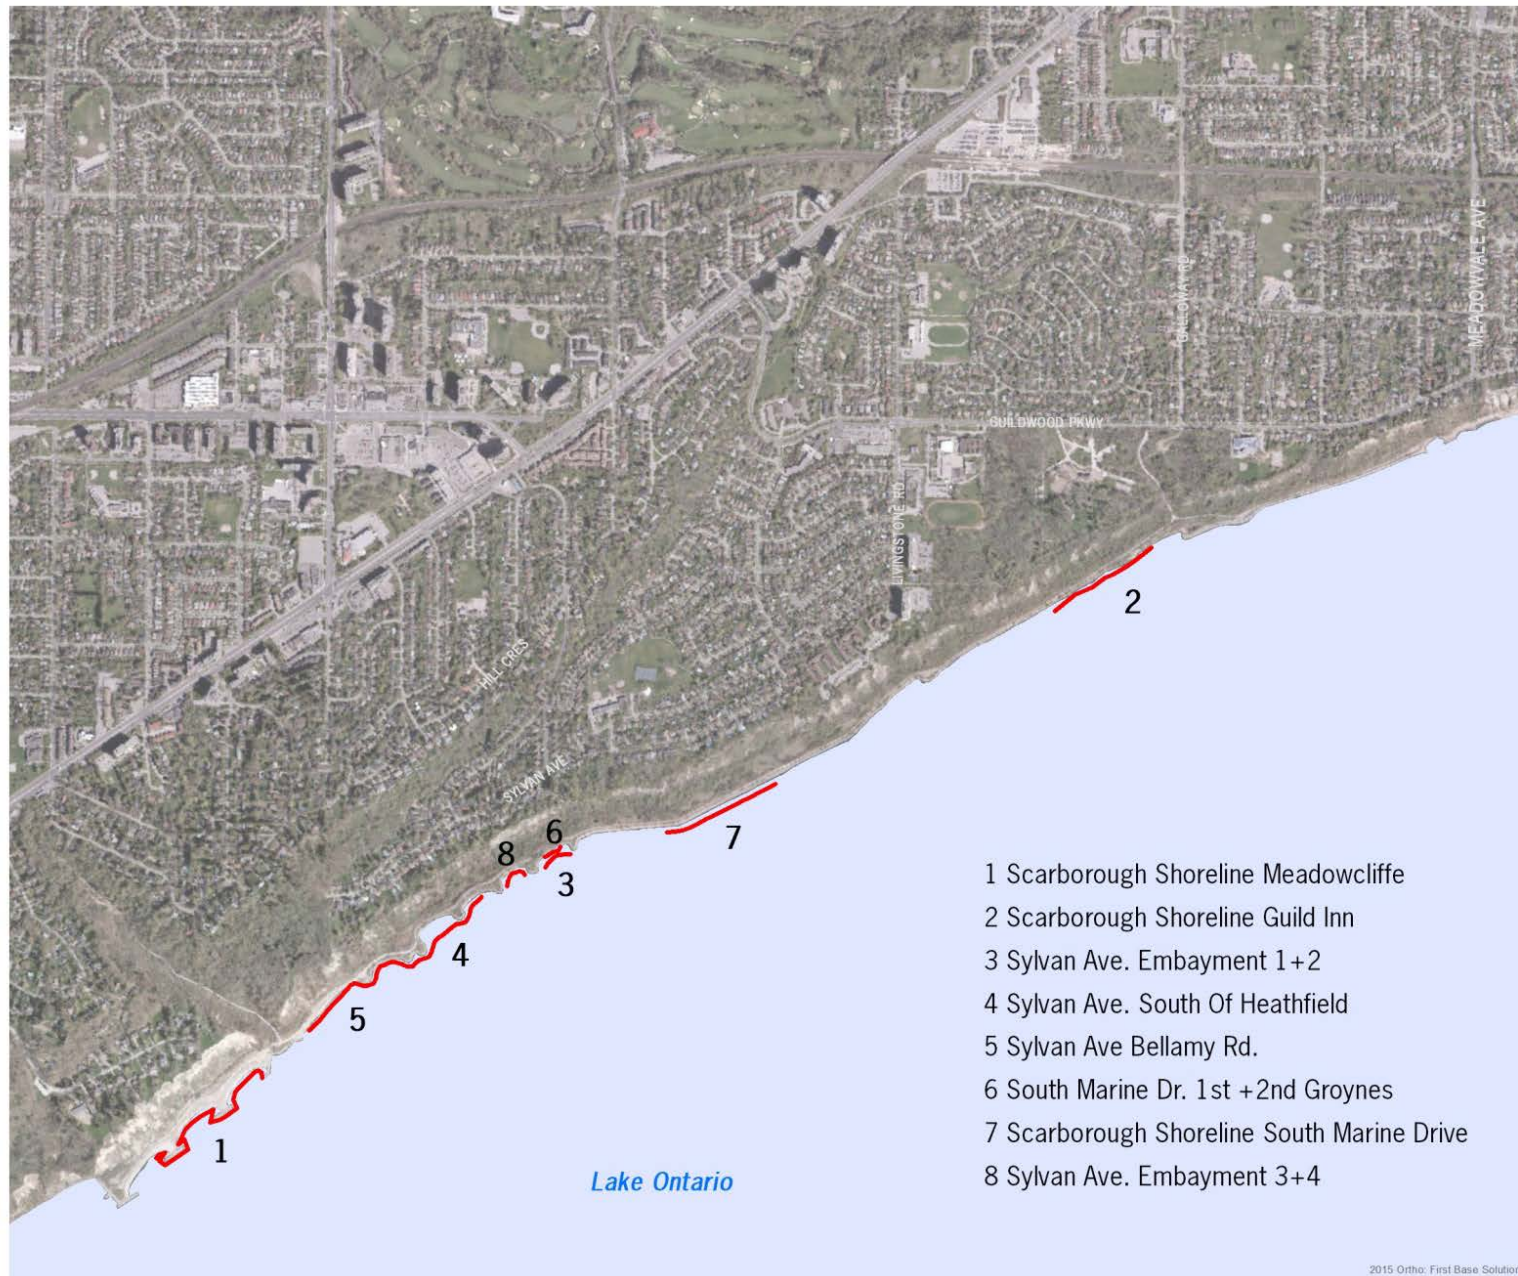 MEADOWVALE AVE
GALLOWAY RD
GUILDWOOD PKWY
LIVINGSTONE RD
HILL CRES
SYLVAN AVE
2
6
7
8
3
4
5
1
1 Scarborough Shoreline Meadowcliffe
2 Scarborough Shoreline Guild Inn
3 Sylvan Ave. Embayment 1+2
4 Sylvan Ave. South Of Heathfield
5 Sylvan Ave Bellamy Rd.
6 South Marine Dr. 1st +2nd Groynes
7 Scarborough Shoreline South Marine Drive
8 Sylvan Ave. Embayment 3+4
Lake Ontario
2015 Ortho: First Base Solution